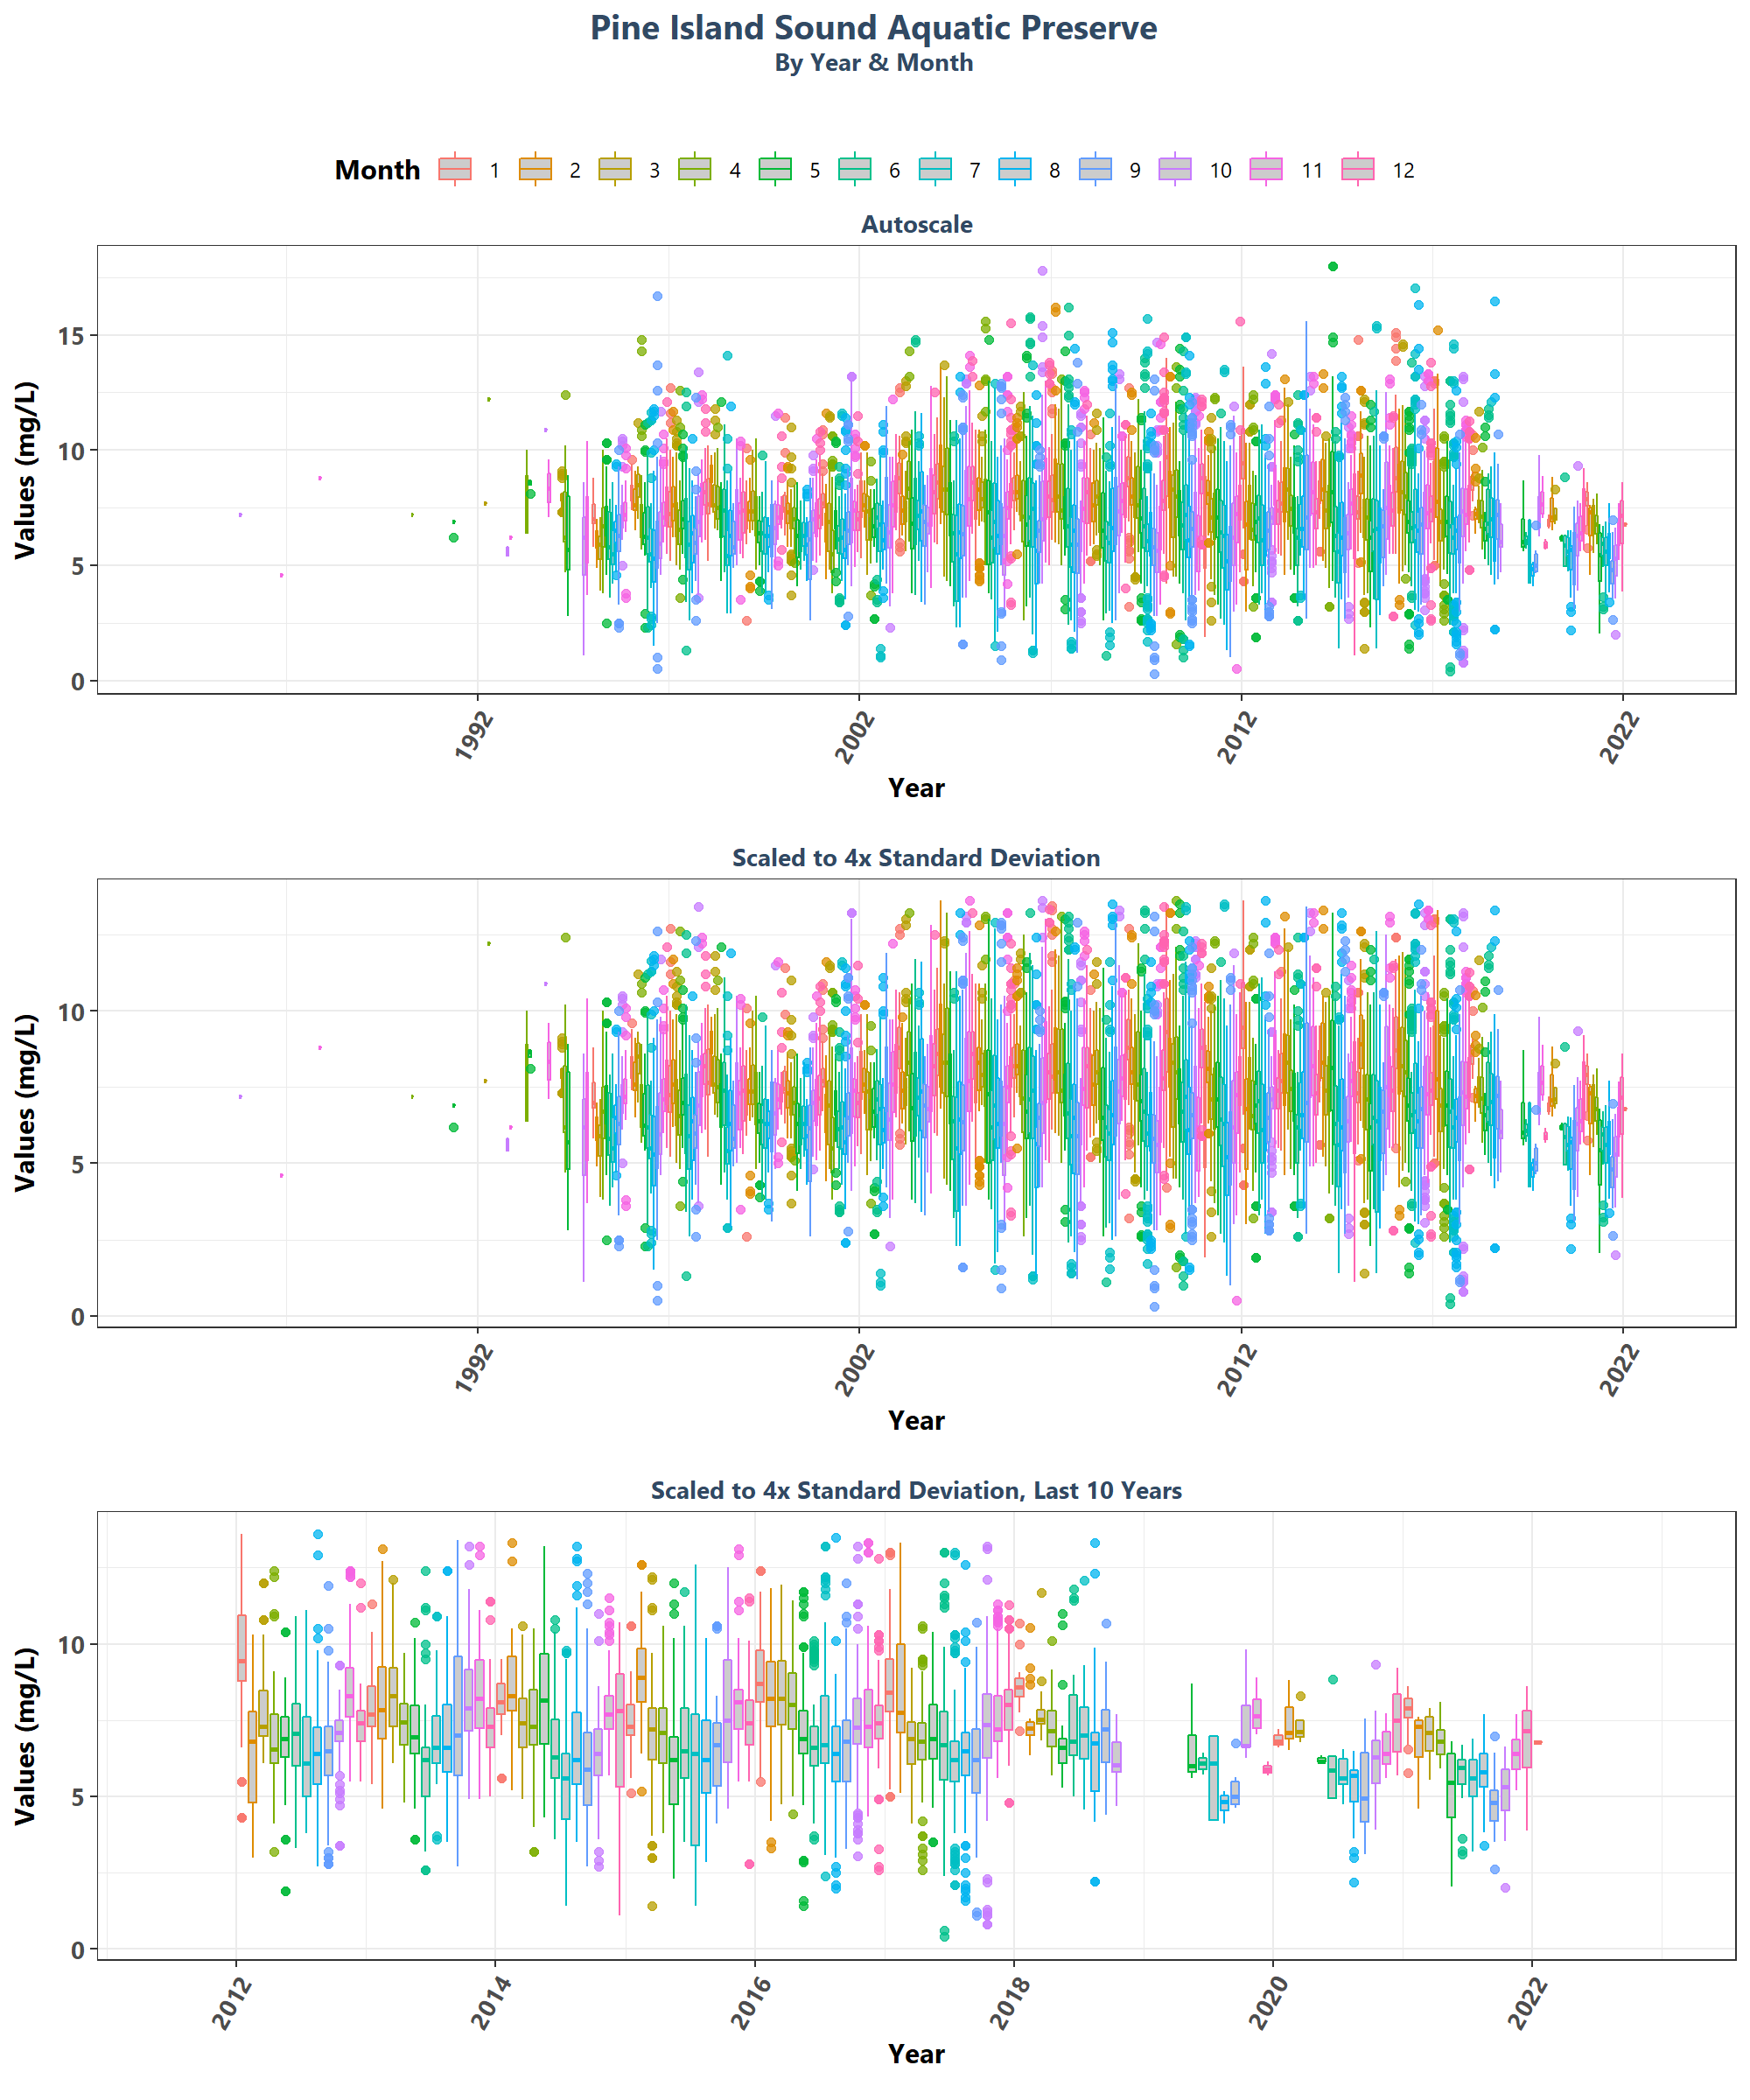 Pine Island Sound Aquatic Preserve
By Year & Month
Month 1 2 3 4 5 6 7 8 9 10 11 12
Autoscale
Values (mg/L)
15
10
5
0
1992 2002 2012 2022
Year
Scaled to 4x Standard Deviation
Values (mg/L)
10
5
0
1992 2002 2012 2022
Year
Scaled to 4x Standard Deviation, Last 10 Years
Values (mg/L)
10
5
0
2012 2014 2016 2018 2020 2022
Year